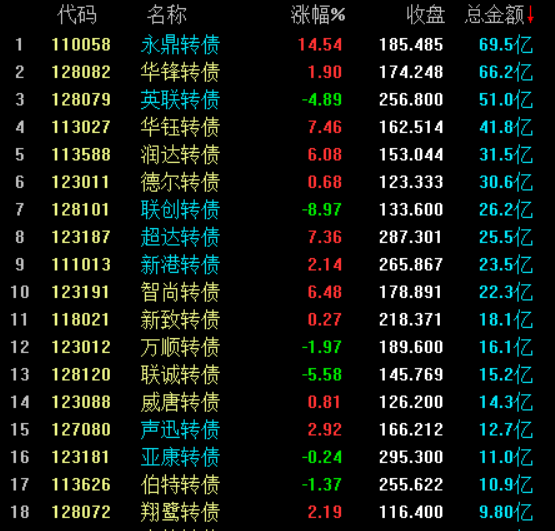 代码 名称 涨幅% 收盘 总金额↓
1 110058 永鼎转债 14.54 185.485 69.5亿
2 128082 华锋转债 1.90 174.248 66.2亿
3 128079 英联转债 -4.89 256.800 51.0亿
4 113027 华钰转债 7.46 162.514 41.8亿
5 113588 润达转债 6.08 153.044 31.5亿
6 123011 德尔转债 0.68 123.333 30.6亿
7 128101 联创转债 -8.97 133.600 26.2亿
8 123187 超达转债 7.36 287.301 25.5亿
9 111013 新港转债 2.14 265.867 23.5亿
10 123191 智尚转债 6.48 178.891 22.3亿
11 118021 新致转债 0.27 218.371 18.1亿
12 123012 万顺转债 -1.97 189.600 16.1亿
13 128120 联诚转债 -5.58 145.769 15.2亿
14 123088 威唐转债 0.81 126.200 14.3亿
15 127080 声迅转债 2.92 166.212 12.7亿
16 123181 亚康转债 -0.24 295.300 11.0亿
17 113626 伯特转债 -1.37 255.622 10.9亿
18 128072 翔鹭转债 2.19 116.400 9.80亿